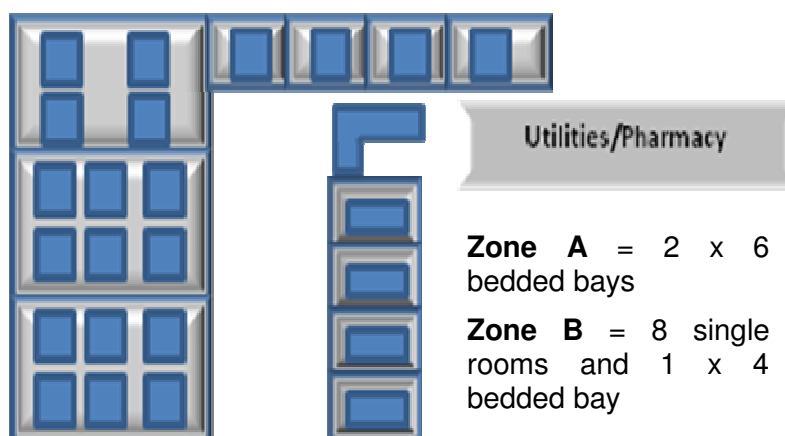 Utilities/Pharmacy
Zone A = 2 x 6
bedded bays
Zone B = 8 single
rooms and 1 x 4
bedded bay